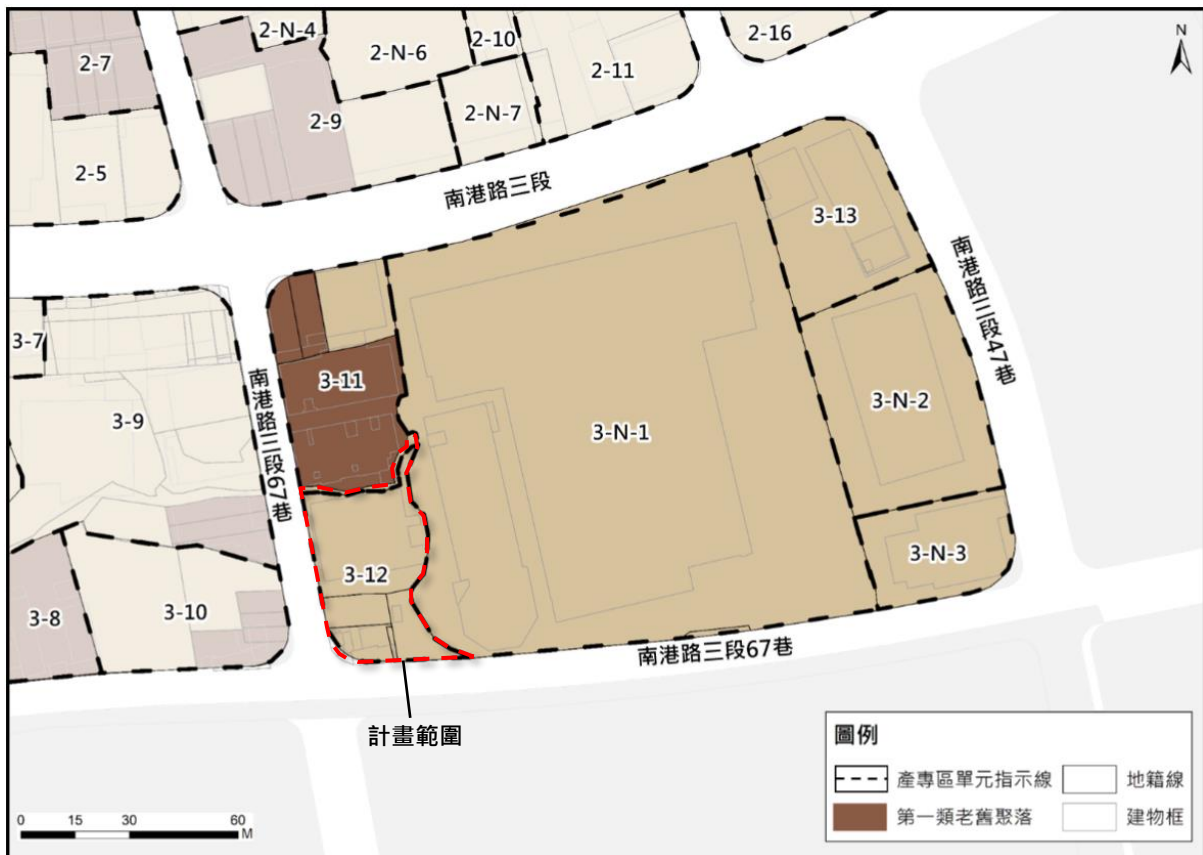 2-N-4
2-10
2-16
N
2-N-6
2-7
2-11
2-N-7
2-9
2-5
南港路三段
3-13
南港路三段47巷
3-7
3-11
3-9
南港路三段67巷
3-N-1
3-N-2
3-12
3-N-3
3-8
3-10
南港路三段67巷
計畫範圍
圖例
產專區單元指示線
地籍線
第一類老舊聚落
建物框
0 15 30 60
M